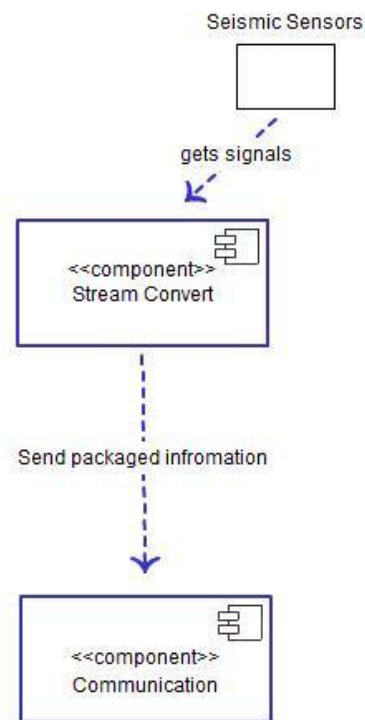 Seismic Sensors
gets signals
<<component>>
Stream Convert
Send packaged infromation
<<component>>
Communication